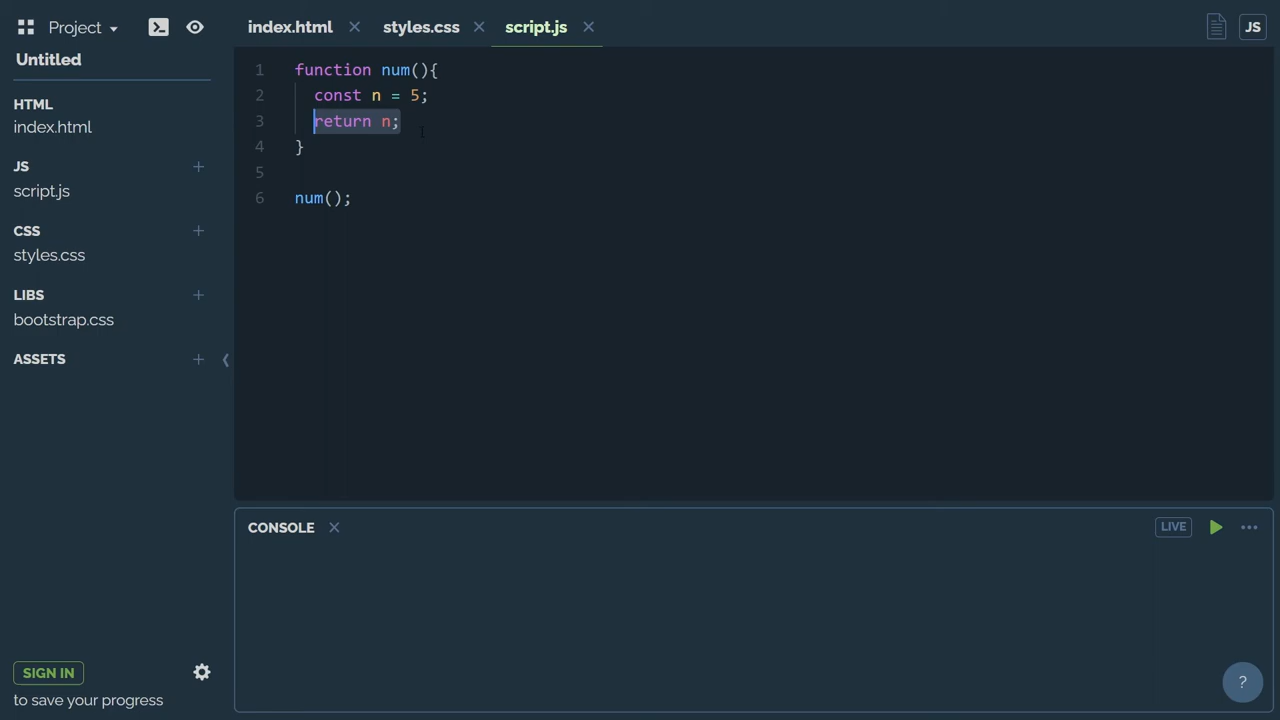 Project
index.html
styles.css
script.js
JS
Untitled
HTML
index.html
JS
script.js
CSS
styles.css
LIBS
bootstrap.css
ASSETS
1 function num(){
2 const n = 5;
3 return n;
4 }
5
6 num();
CONSOLE
LIVE
SIGN IN
to save your progress
?